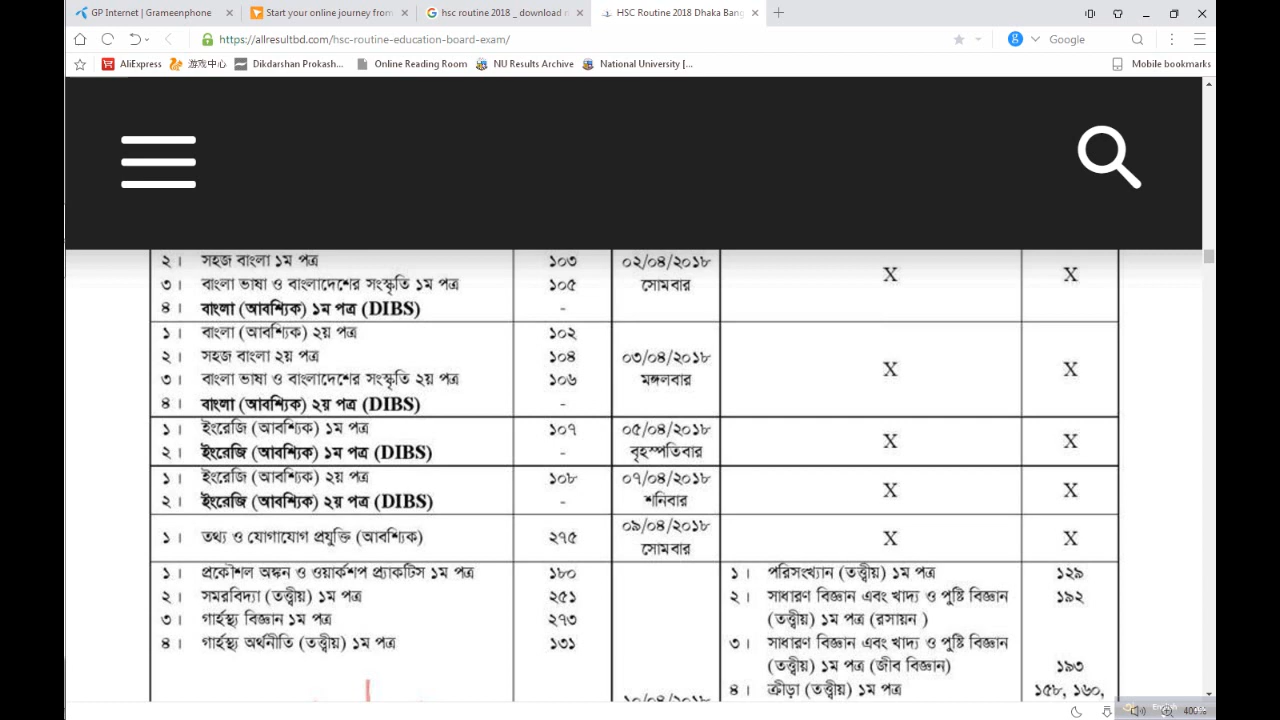 GP Internet | Grameenphone
Start your online journey from
hsc routine 2018 _ download r
HSC Routine 2018 Dhaka Bang
https://allresultbd.com/hsc-routine-education-board-exam/
Google
AliExpress 游戏中心 Dikdarshan Prokash... Online Reading Room NU Results Archive National University [... Mobile bookmarks
২। সহজ বাংলা ১ম পত্র ১০৩ ০২/০৪/২০১৮
৩। বাংলা ভাষা ও বাংলাদেশের সংস্কৃতি ১ম পত্র ১০৫ সোমবার X X
৪। বাংলা (আবশ্যিক) ১ম পত্র (DIBS) -
১। বাংলা (আবশ্যিক) ২য় পত্র ১০২
২। সহজ বাংলা ২য় পত্র ১০৪ ০৩/০৪/২০১৮
৩। বাংলা ভাষা ও বাংলাদেশের সংস্কৃতি ২য় পত্র ১০৬ মঙ্গলবার X X
৪। বাংলা (আবশ্যিক) ২য় পত্র (DIBS) -
১। ইংরেজি (আবশ্যিক) ১ম পত্র ১০৭ ০৫/০৪/২০১৮
২। ইংরেজি (আবশ্যিক) ১ম পত্র (DIBS) - বৃহস্পতিবার X X
১। ইংরেজি (আবশ্যিক) ২য় পত্র ১০৮ ০৭/০৪/২০১৮
২। ইংরেজি (আবশ্যিক) ২য় পত্র (DIBS) - শনিবার X X
১। তথ্য ও যোগাযোগ প্রযুক্তি (আবশ্যিক) ২৭৫ ০৯/০৪/২০১৮ X X
সোমবার
১। প্রকৌশল অঙ্কন ও ওয়ার্কশপ প্র্যাকটিস ১ম পত্র ১৮০ ১। পরিসংখ্যান (তত্ত্বীয়) ১ম পত্র ১২৯
২। সমরবিদ্যা (তত্ত্বীয়) ১ম পত্র ২৫১ ২। সাধারণ বিজ্ঞান এবং খাদ্য ও পুষ্টি বিজ্ঞান ১৯২
৩। গার্হস্থ্য বিজ্ঞান ১ম পত্র ২৭৩ (তত্ত্বীয়) ১ম পত্র (রসায়ন )
৪। গার্হস্থ্য অর্থনীতি (তত্ত্বীয়) ১ম পত্র ১৩১ ৩। সাধারণ বিজ্ঞান এবং খাদ্য ও পুষ্টি বিজ্ঞান
(তত্ত্বীয়) ১ম পত্র (জীব বিজ্ঞান) ১৯৩
৪। ক্রীড়া (তত্ত্বীয়) ১ম পত্র ১৫৮, ১৬০,
400%